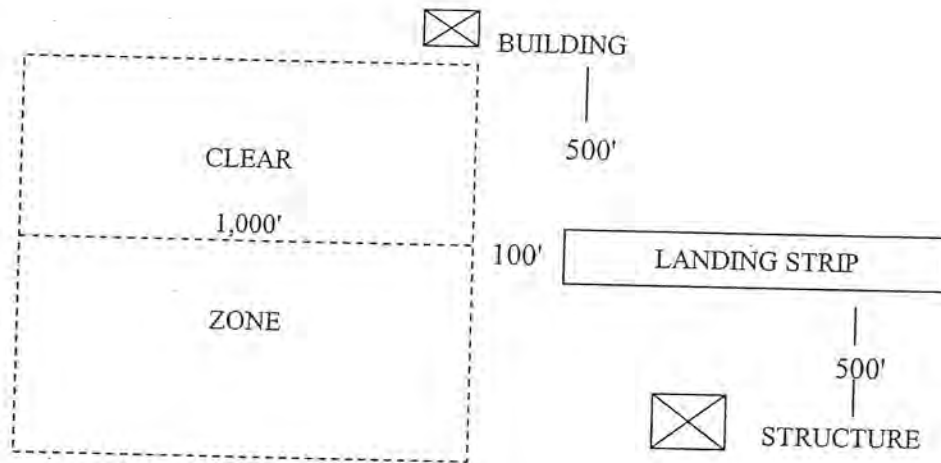 BUILDING
500'
CLEAR
1,000'
100'
LANDING STRIP
ZONE
500'
STRUCTURE